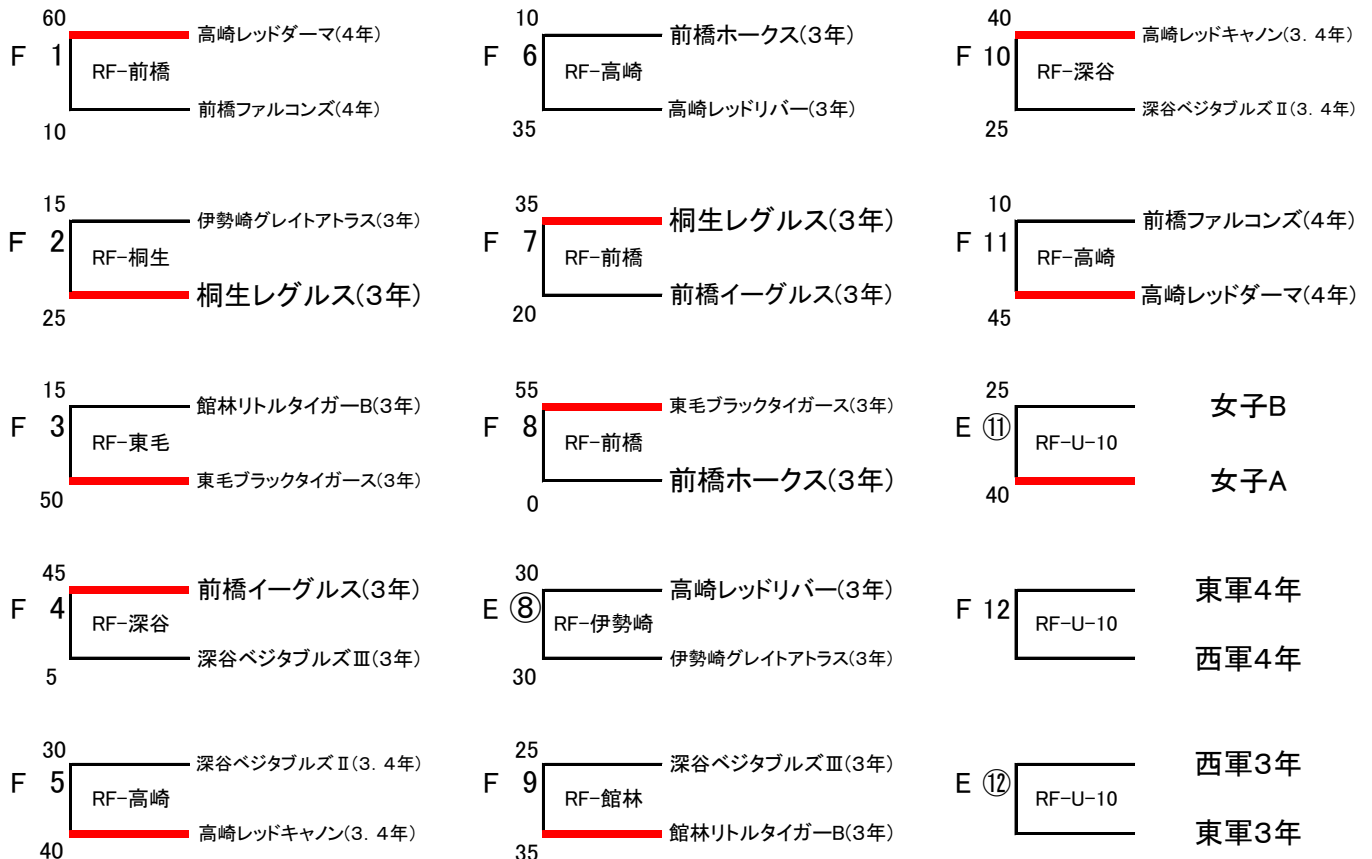 60
F 1 高崎レッドダーマ(4年)
RF-前橋
前橋ファルコンズ(4年)
10
15
F 2 伊勢崎グレイトアトラス(3年)
RF-桐生
桐生レグルス(3年)
25
15
F 3 館林リトルタイガーB(3年)
RF-東毛
東毛ブラックタイガース(3年)
50
45
F 4 前橋イーグルス(3年)
RF-深谷
深谷ベジタブルズⅢ(3年)
5
30
F 5 深谷ベジタブルズⅡ(3．4年)
RF-高崎
高崎レッドキャノン(3．4年)
40
10
F 6 前橋ホークス(3年)
RF-高崎
高崎レッドリバー(3年)
35
35
F 7 桐生レグルス(3年)
RF-前橋
前橋イーグルス(3年)
20
55
F 8 東毛ブラックタイガース(3年)
RF-前橋
前橋ホークス(3年)
0
30
E ⑧ 高崎レッドリバー(3年)
RF-伊勢崎
伊勢崎グレイトアトラス(3年)
30
25
F 9 深谷ベジタブルズⅢ(3年)
RF-館林
館林リトルタイガーB(3年)
35
40
F 10 高崎レッドキャノン(3．4年)
RF-深谷
深谷ベジタブルズⅡ(3．4年)
25
10
F 11 前橋ファルコンズ(4年)
RF-高崎
高崎レッドダーマ(4年)
45
25
E ⑪ 女子B
RF-U-10
女子A
40
F 12 東軍4年
RF-U-10
西軍4年
E ⑫ 西軍3年
RF-U-10
東軍3年